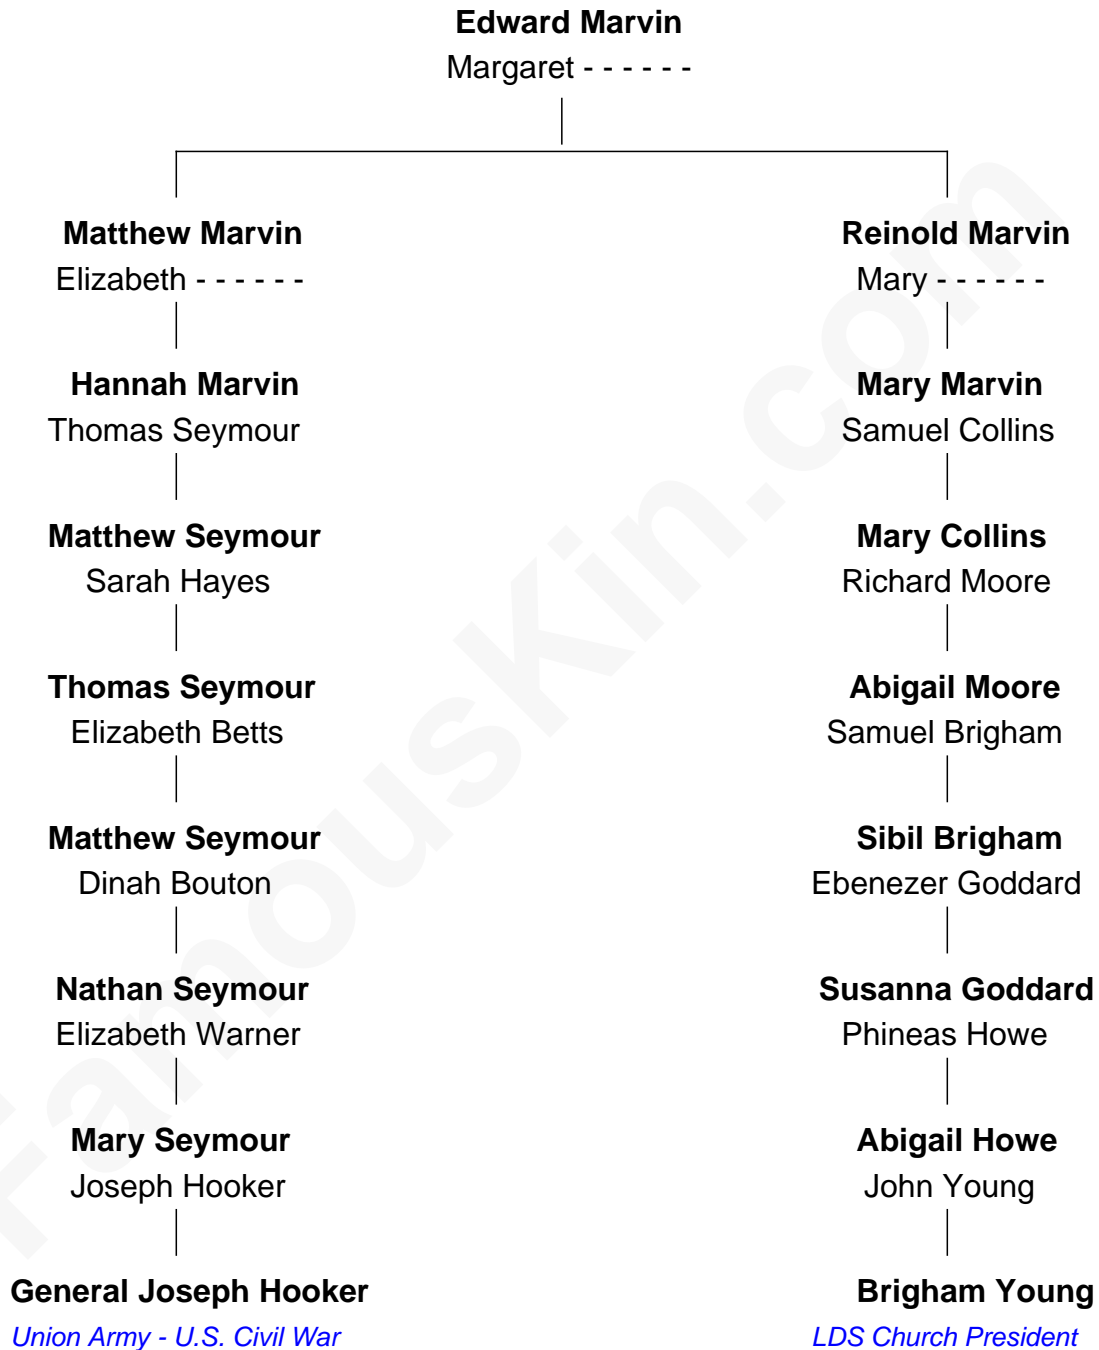 Edward Marvin
Margaret - - - - - -
Matthew Marvin
Elizabeth - - - - - -
Reinold Marvin
Mary - - - - - -
Hannah Marvin
Thomas Seymour
Mary Marvin
Samuel Collins
Matthew Seymour
Sarah Hayes
Mary Collins
Richard Moore
Thomas Seymour
Elizabeth Betts
Abigail Moore
Samuel Brigham
Matthew Seymour
Dinah Bouton
Sibil Brigham
Ebenezer Goddard
Nathan Seymour
Elizabeth Warner
Susanna Goddard
Phineas Howe
Mary Seymour
Joseph Hooker
Abigail Howe
John Young
General Joseph Hooker
Union Army - U.S. Civil War
Brigham Young
LDS Church President
FamousKin.com